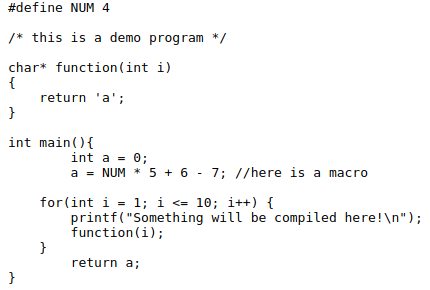 #define NUM 4
/* this is a demo program */
char* function(int i)
{
    return 'a';
}
int main(){
        int a = 0;
        a = NUM * 5 + 6 - 7; //here is a macro
    for(int i = 1; i <= 10; i++) {
        printf("Something will be compiled here!\n");
        function(i);
    }
        return a;
}